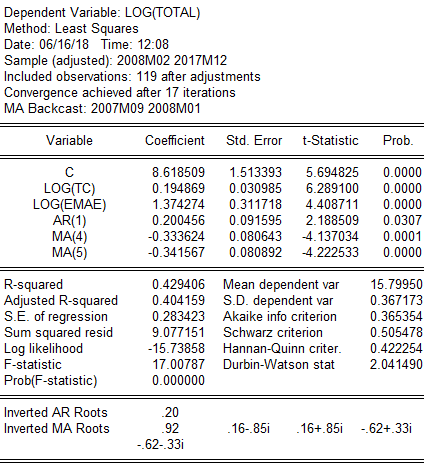 Dependent Variable: LOG(TOTAL)
Method: Least Squares
Date: 06/16/18 Time: 12:08
Sample (adjusted): 2008M02 2017M12
Included observations: 119 after adjustments
Convergence achieved after 17 iterations
MA Backcast: 2007M09 2008M01
Variable Coefficient Std. Error t-Statistic Prob.
C 8.618509 1.513393 5.694825 0.0000
LOG(TC) 0.194869 0.030985 6.289100 0.0000
LOG(EMAE) 1.374274 0.311718 4.408711 0.0000
AR(1) 0.200456 0.091595 2.188509 0.0307
MA(4) -0.333624 0.080643 -4.137034 0.0001
MA(5) -0.341567 0.080892 -4.222533 0.0000
R-squared 0.429406 Mean dependent var 15.79950
Adjusted R-squared 0.404159 S.D. dependent var 0.367173
S.E. of regression 0.283423 Akaike info criterion 0.365354
Sum squared resid 9.077151 Schwarz criterion 0.505478
Log likelihood -15.73858 Hannan-Quinn criter. 0.422254
F-statistic 17.00787 Durbin-Watson stat 2.041490
Prob(F-statistic) 0.000000
Inverted AR Roots .20
Inverted MA Roots .92 .16-.85i .16+.85i -.62+.33i
-.62-.33i